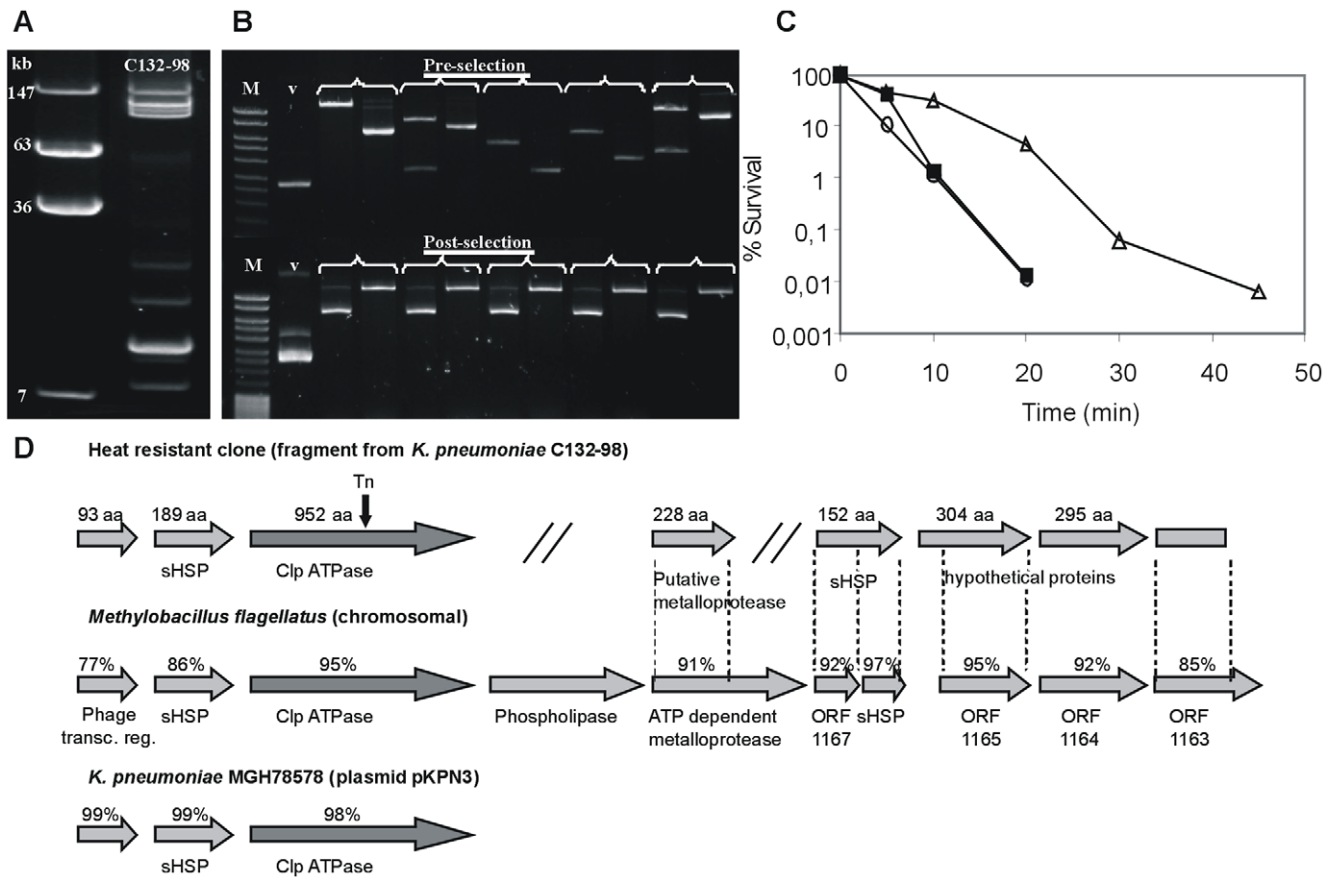 A
B
C
kb
C132-98
147
63
36
7
Pre-selection
M
v
Post-selection
M
v
% Survival
100
10
1
0,1
0,01
0,001
0 10 20 30 40 50
Time (min)
D
Heat resistant clone (fragment from K. pneumoniae C132-98)
Tn
93 aa 189 aa 952 aa 228 aa 152 aa 304 aa 295 aa
sHSP Clp ATPase Putative metalloprotease sHSP hypothetical proteins
Methylobacillus flagellatus (chromosomal)
77% 86% 95% 91% 92% 97% 95% 92% 85%
Phage transc. reg. sHSP Clp ATPase Phospholipase ATP dependent metalloprotease ORF 1167 sHSP ORF 1165 ORF 1164 ORF 1163
K. pneumoniae MGH78578 (plasmid pKPN3)
99% 99% 98%
sHSP Clp ATPase